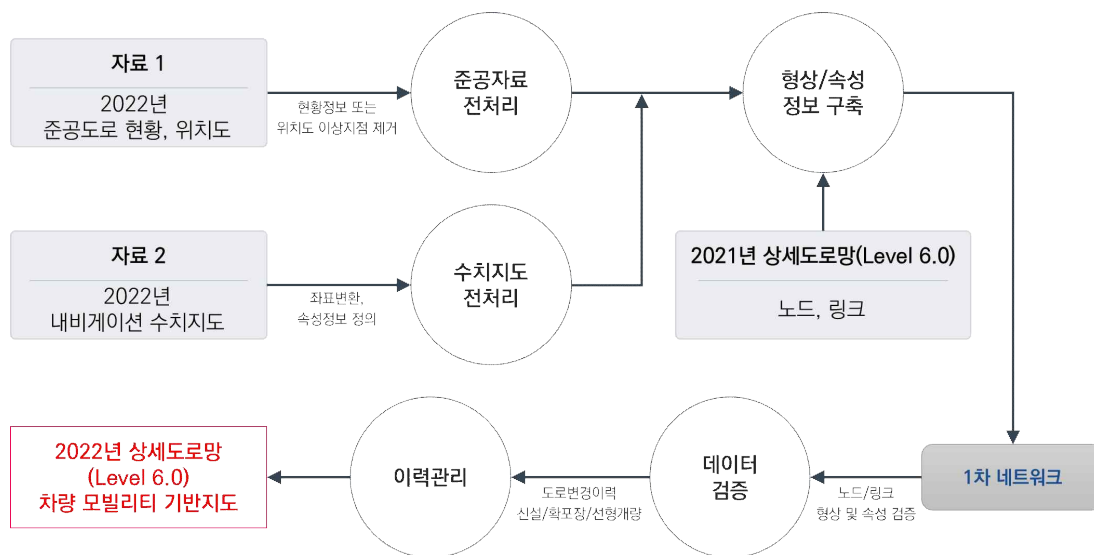 자료 1
2022년
준공도로 현황, 위치도
현황정보 또는
위치도 이상지점 제거
준공자료
전처리
형상/속성
정보 구축
자료 2
2022년
내비게이션 수치지도
좌표변환,
속성정보 정의
수치지도
전처리
2021년 상세도로망(Level 6.0)
노드, 링크
1차 네트워크
노드/링크
형상 및 속성 검증
데이터
검증
도로변경이력
신설/확포장/선형개량
이력관리
2022년 상세도로망
(Level 6.0)
차량 모빌리티 기반지도